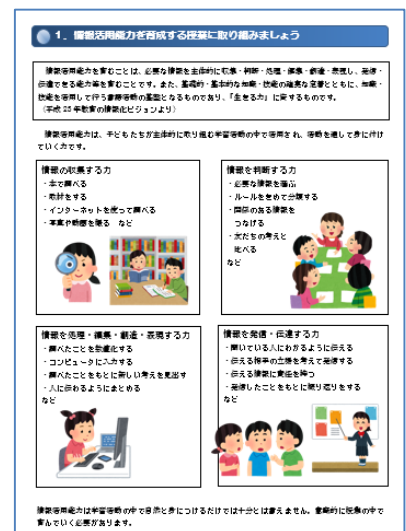 1．情報活用能力を育成する授業に取り組みましょう
情報活用能力を育むことは、必要な情報を主体的に収集・判断・処理・編集・創造・表現し、発信・
伝達できる能力等を育むことです。また、基礎的・基本的な知識・技能の確実な定着とともに、知識・
技能を活用して行う言語活動の基盤となるものであり、「生きる力」に資するものです。
（平成25年教育の情報化ビジョンより）
情報活用能力は、子どもたちが主体的に取り組む学習活動の中で活用され、活動を通して身に付け
ていく力です。
情報の収集する力
・本で調べる
・取材をする
・インターネットを使って調べる
・写真や動画を撮る　など
情報を判断する力
・必要な情報を選ぶ
・ルールをきめて分類する
・関係のある情報を
つなげる
・友だちの考えと
比べる
など
情報を処理・編集・創造・表現する力
・調べたことを数値化する
・コンピュータに入力する
・調べたことをもとに新しい考えを見出す
・人に伝わるようにまとめる
など
情報を発信・伝達する力
・聞いている人にわかるように伝える
・伝える相手の立場を考えて発信する
・伝える情報に責任を持つ
・発信したことをもとに振り返りをする
など
情報活用能力は学習活動の中で自然と身につけるだけでは十分とは言えません。意図的に授業の中で
育んでいく必要があります。